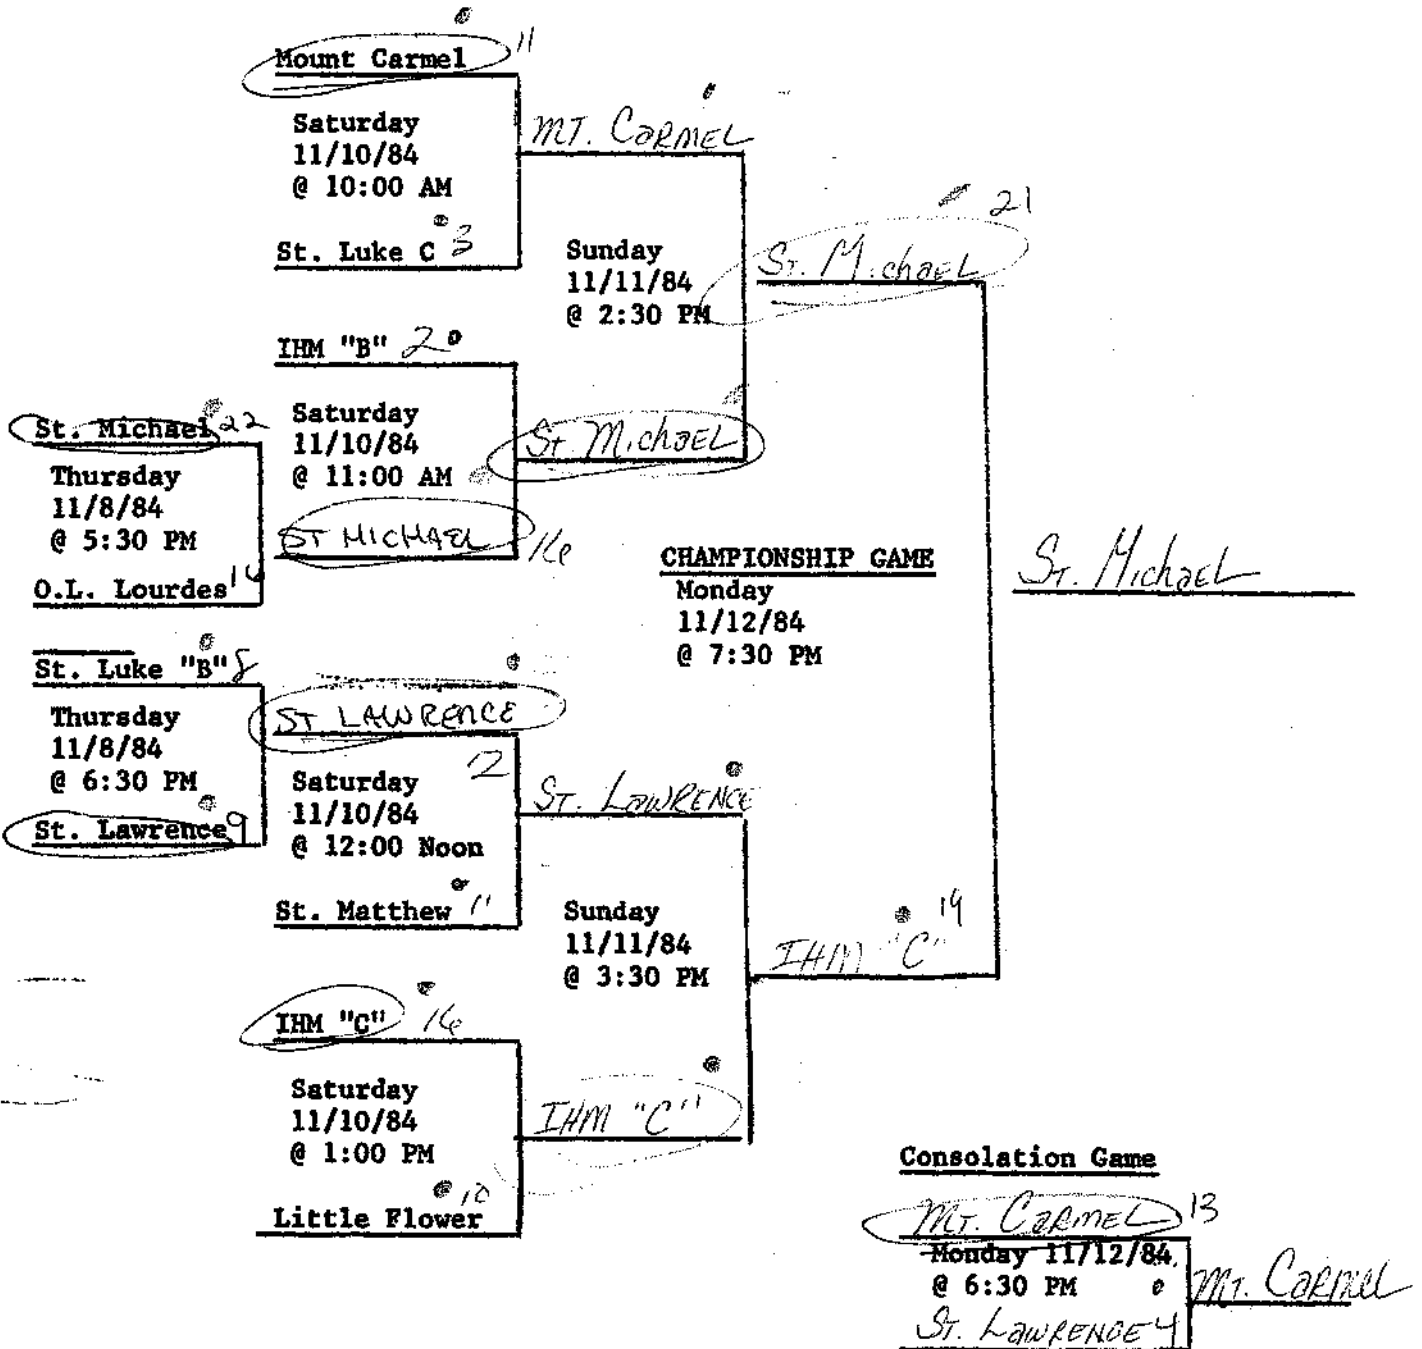 Mount Carmel 11
Saturday
11/10/84
@ 10:00 AM
St. Luke C 3
MT. CARMEL
Sunday
11/11/84
@ 2:30 PM
IHM "B" 2
Saturday
11/10/84
@ 11:00 AM
ST MICHAEL 16
St. Michael 22
Thursday
11/8/84
@ 5:30 PM
O.L. Lourdes
St. Michael
St. Michael 21
CHAMPIONSHIP GAME
Monday
11/12/84
@ 7:30 PM
St. Michael
St. Luke "B" 8
Thursday
11/8/84
@ 6:30 PM
St. Lawrence 9
ST LAWRENCE
12
Saturday
11/10/84
@ 12:00 Noon
St. Matthew 11
ST. LAWRENCE
Sunday
11/11/84
@ 3:30 PM
IHM "C" 19
IHM "C" 16
Saturday
11/10/84
@ 1:00 PM
Little Flower 10
IHM "C"
Consolation Game
MT. CARMEL 13
Monday 11/12/84
@ 6:30 PM
ST. LAWRENCE 4
MT. CARMEL